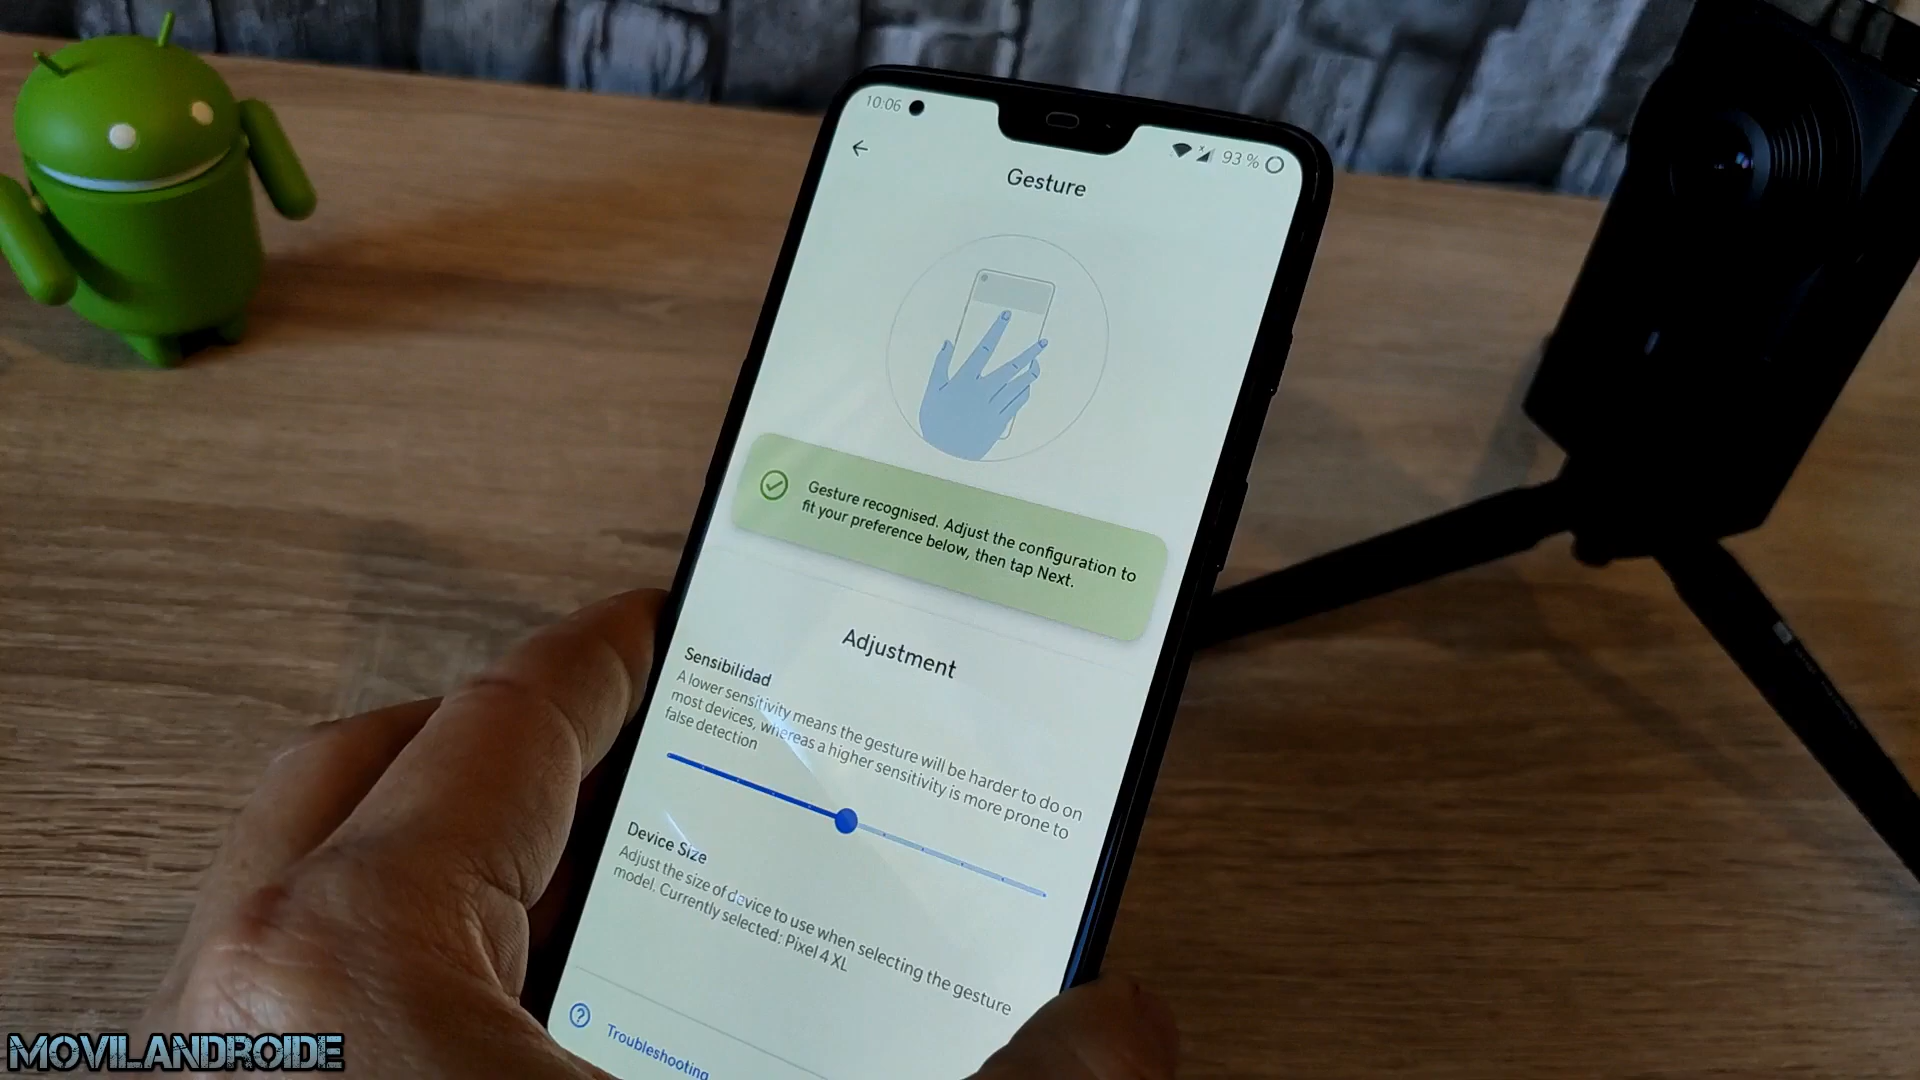 10:06
93 %
Gesture
Gesture recognised. Adjust the configuration to
fit your preference below, then tap Next.
Adjustment
Sensibilidad
A lower sensitivity means the gesture will be harder to do on
most devices, whereas a higher sensitivity is more prone to
false detection
Device Size
Adjust the size of device to use when selecting the gesture
model. Currently selected: Pixel 4 XL
Troubleshooting
MOVILANDROIDE